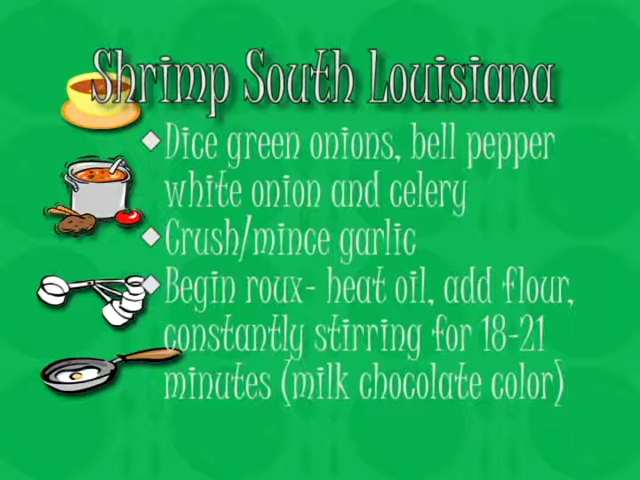 Shrimp South Louisiana
Dice green onions, bell pepper
white onion and celery
Crush/mince garlic
Begin roux- heat oil, add flour,
constantly stirring for 18-21
minutes (milk chocolate color)